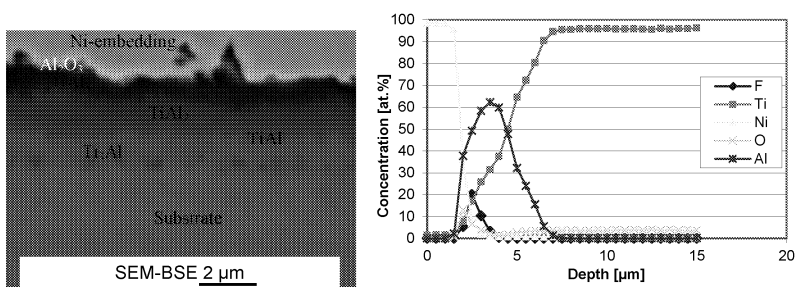 Ni-embedding
Al₂O₃
TiAl₂
TiAl
Ti₃Al
Substrate
SEM-BSE 2 µm
Concentration [at.%]
100
90
80
70
60
50
40
30
20
10
0
0 5 10 15 20
Depth [µm]
F
Ti
Ni
O
Al